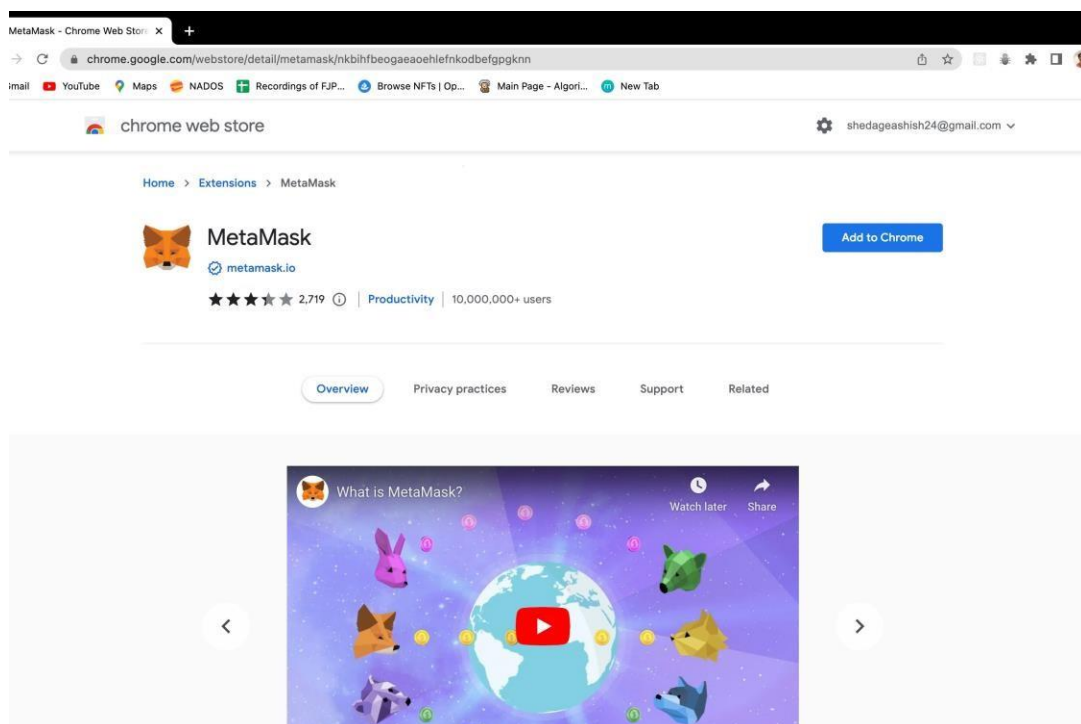 MetaMask - Chrome Web Stor
chrome.google.com/webstore/detail/metamask/nkbihfbeogaeaoehlefnkodbefgpgknn
mail YouTube Maps NADOS Recordings of FJP... Browse NFTs | Op... Main Page - Algori... New Tab
chrome web store shedageashish24@gmail.com
Home > Extensions > MetaMask
MetaMask Add to Chrome
metamask.io
2,719 Productivity 10,000,000+ users
Overview Privacy practices Reviews Support Related
What is MetaMask? Watch later Share